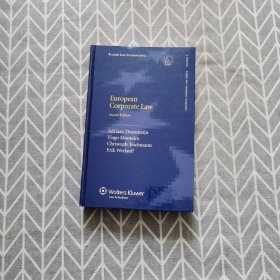 KLUWER LAW INTERNATIONAL
European
Corporate Law
Second Edition
Adriaan Dorresteijn
Tiago Monteiro
Christoph Teichmann
Erik Werlauff
Wolters Kluwer
Law & Business